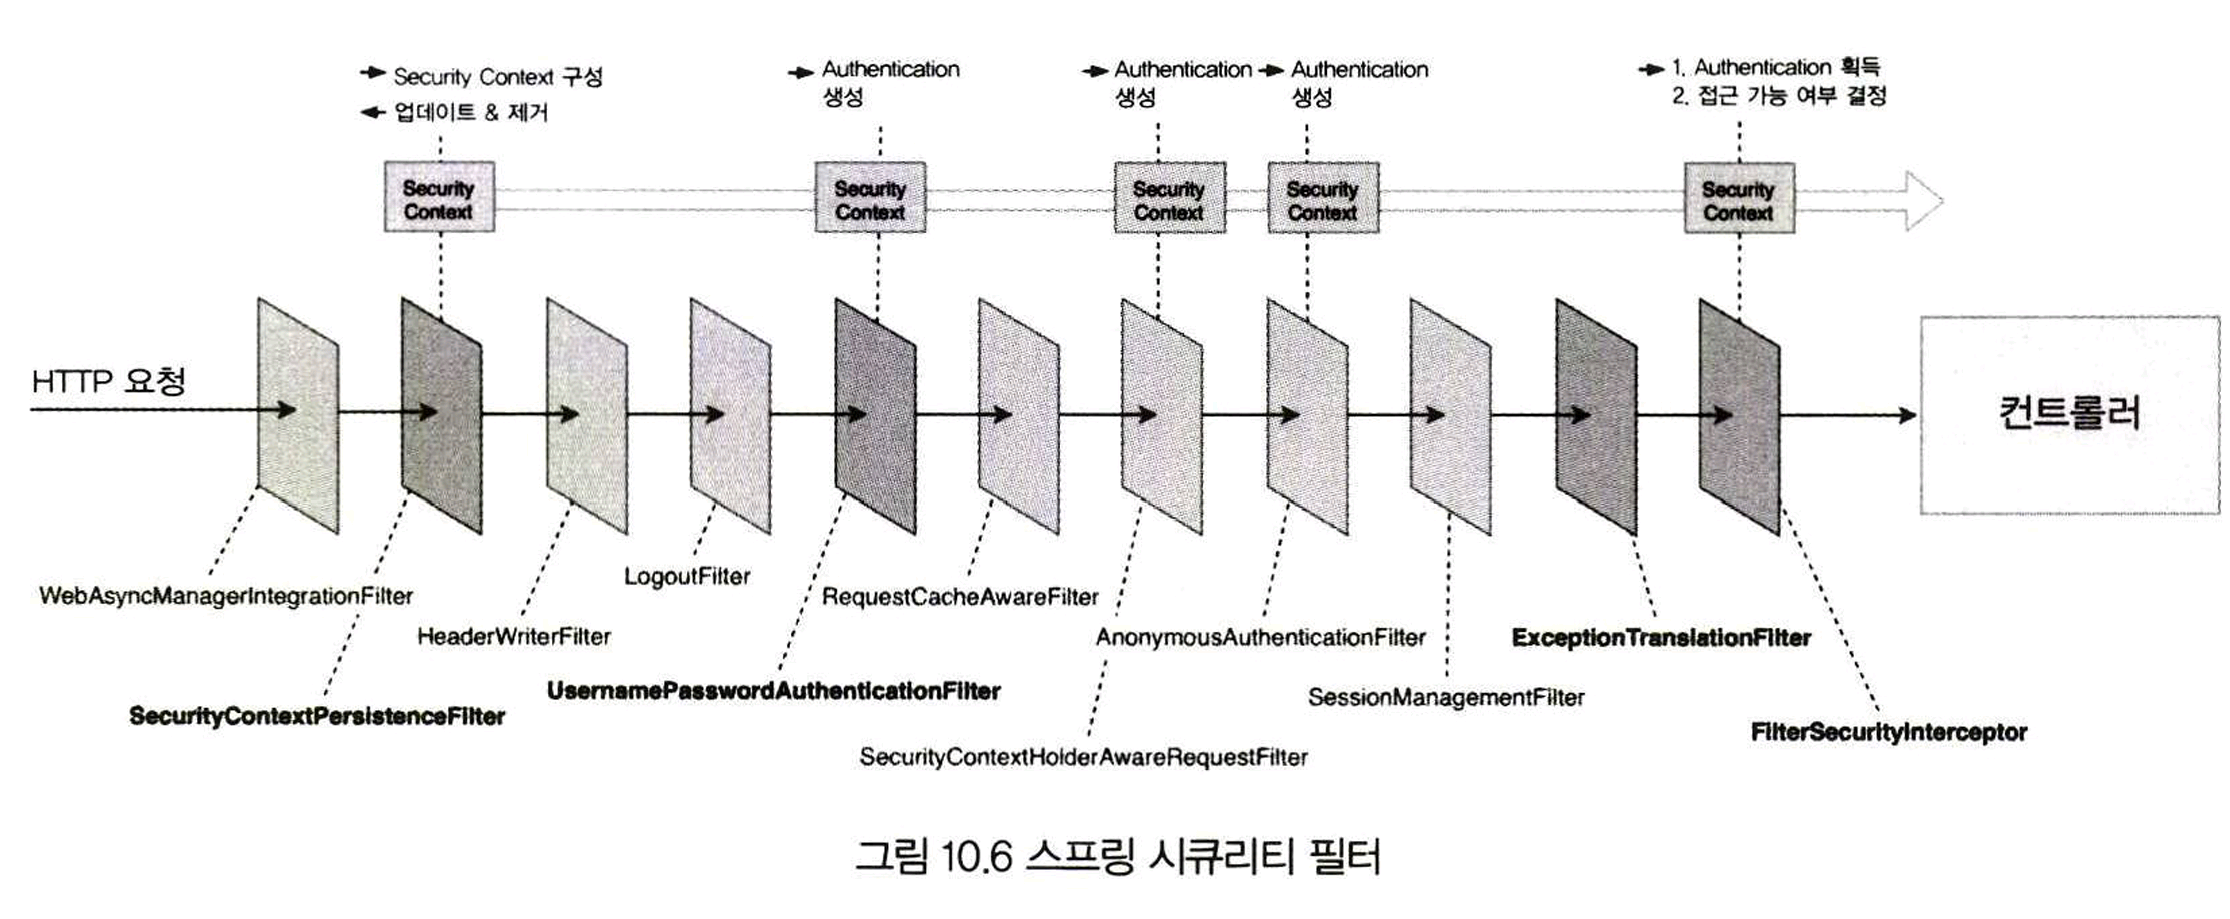 → Security Context 구성
← 업데이트 & 제거
→ Authentication
생성
→ Authentication
생성
→ Authentication
생성
→ 1. Authentication 획득
2. 접근 가능 여부 결정
Security
Context
Security
Context
Security
Context
Security
Context
Security
Context
HTTP 요청
컨트롤러
WebAsyncManagerIntegrationFilter
SecurityContextPersistenceFilter
HeaderWriterFilter
LogoutFilter
UsernamePasswordAuthenticationFilter
RequestCacheAwareFilter
SecurityContextHolderAwareRequestFilter
AnonymousAuthenticationFilter
SessionManagementFilter
ExceptionTranslationFilter
FilterSecurityInterceptor
그림 10.6 스프링 시큐리티 필터